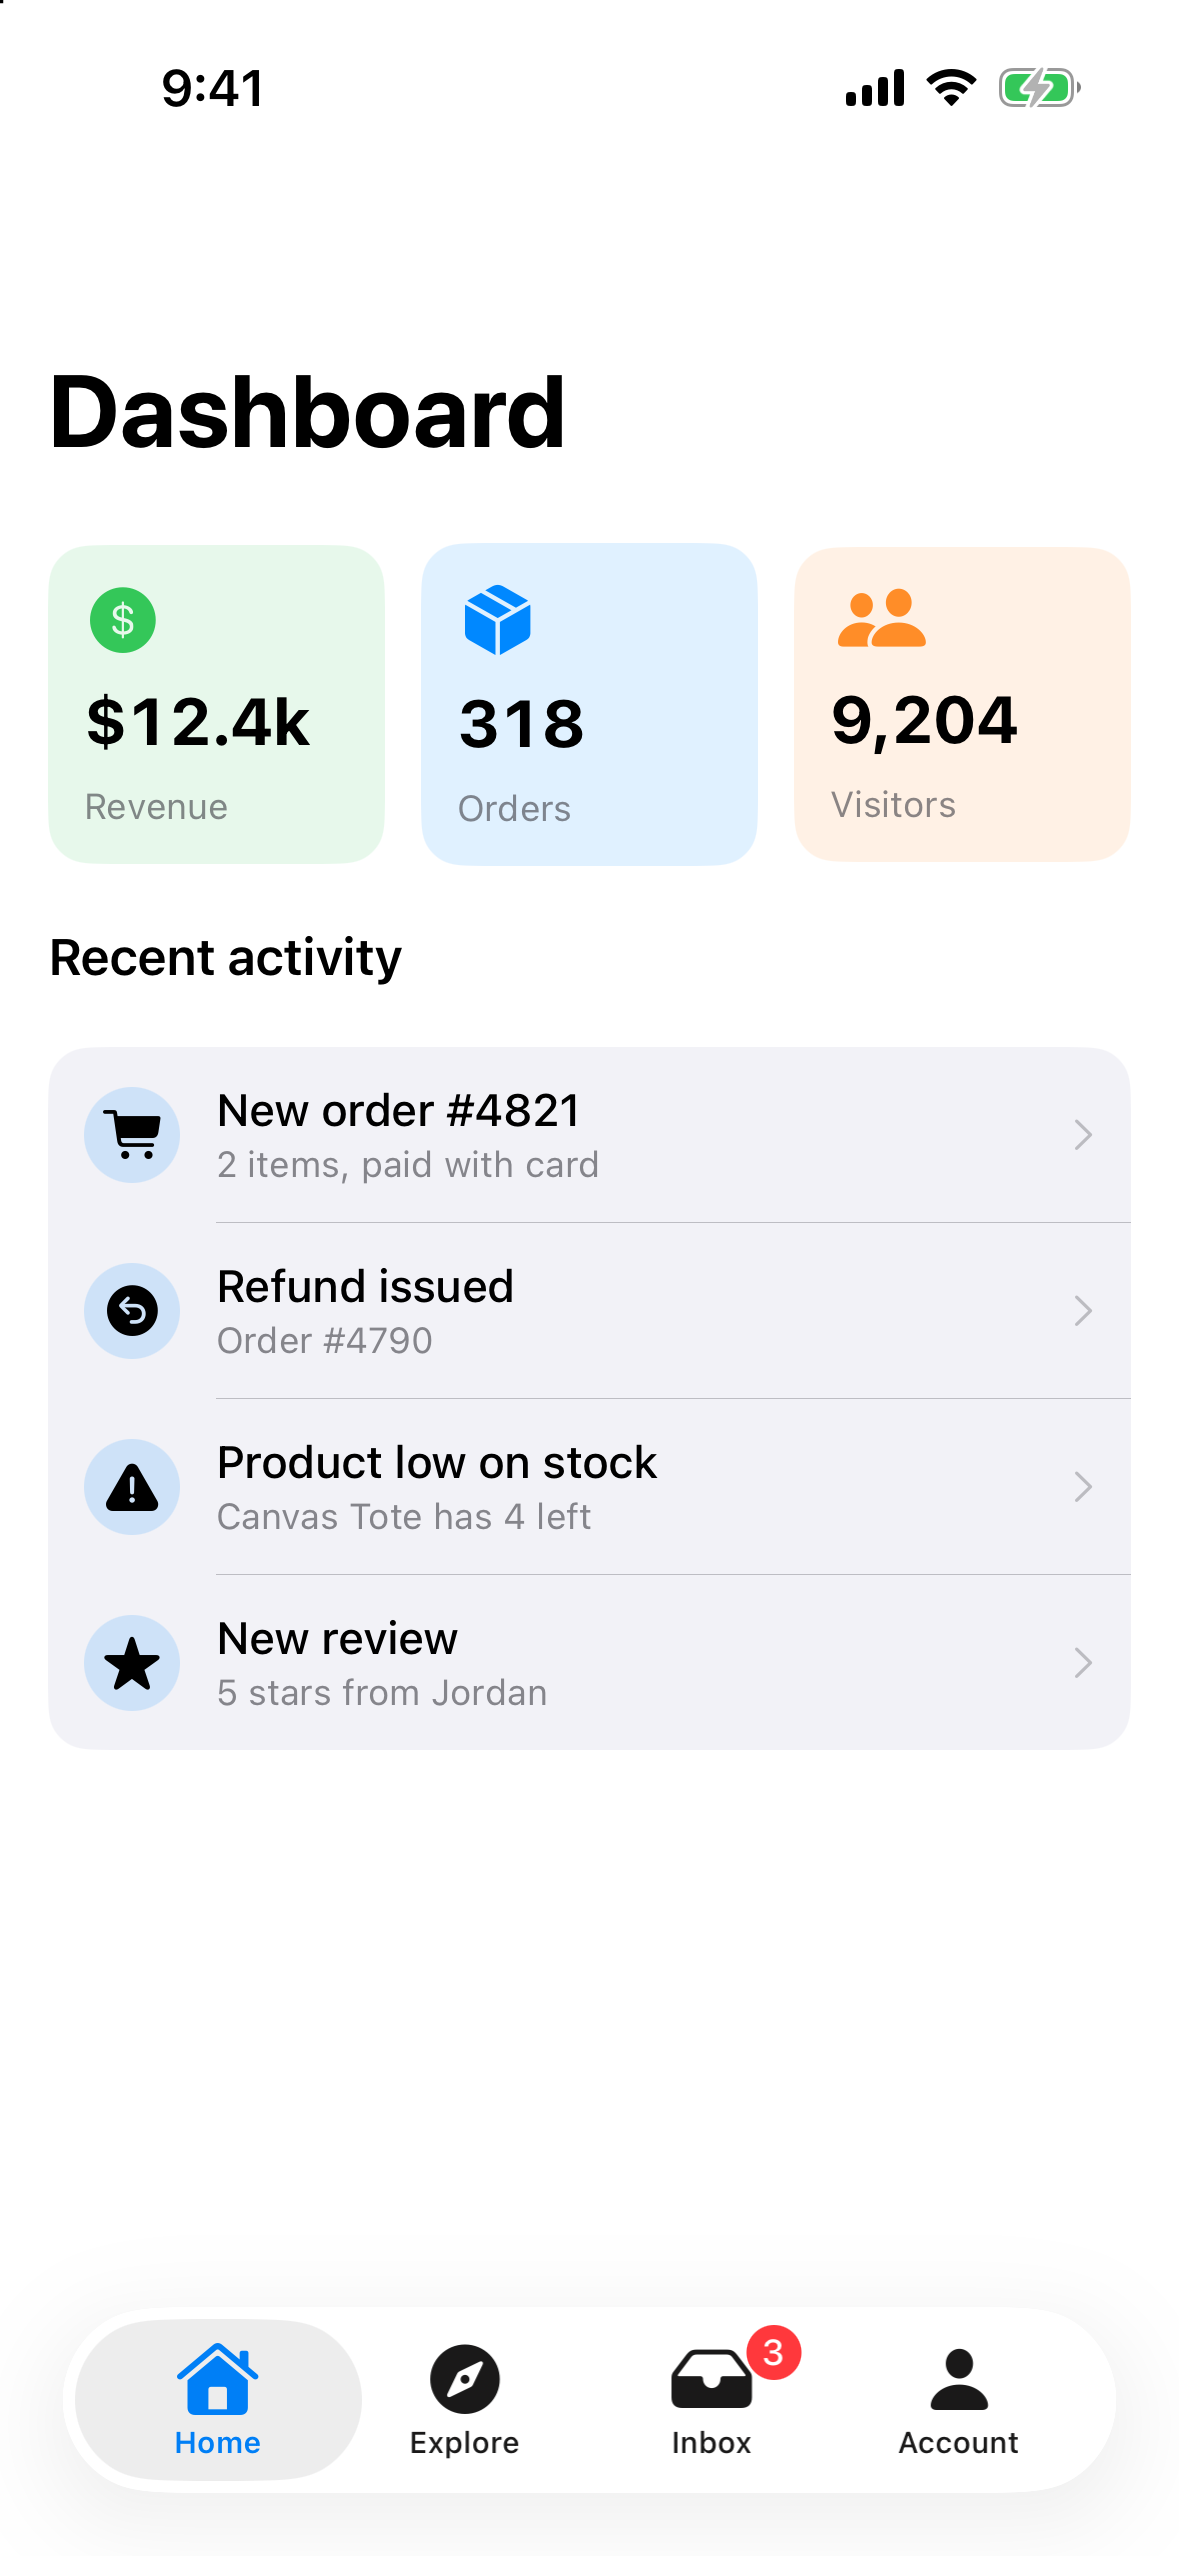 9:41
Dashboard
$12.4k
Revenue
318
Orders
9,204
Visitors
Recent activity
New order #4821
2 items, paid with card
Refund issued
Order #4790
Product low on stock
Canvas Tote has 4 left
New review
5 stars from Jordan
3
Home
Explore
Inbox
Account